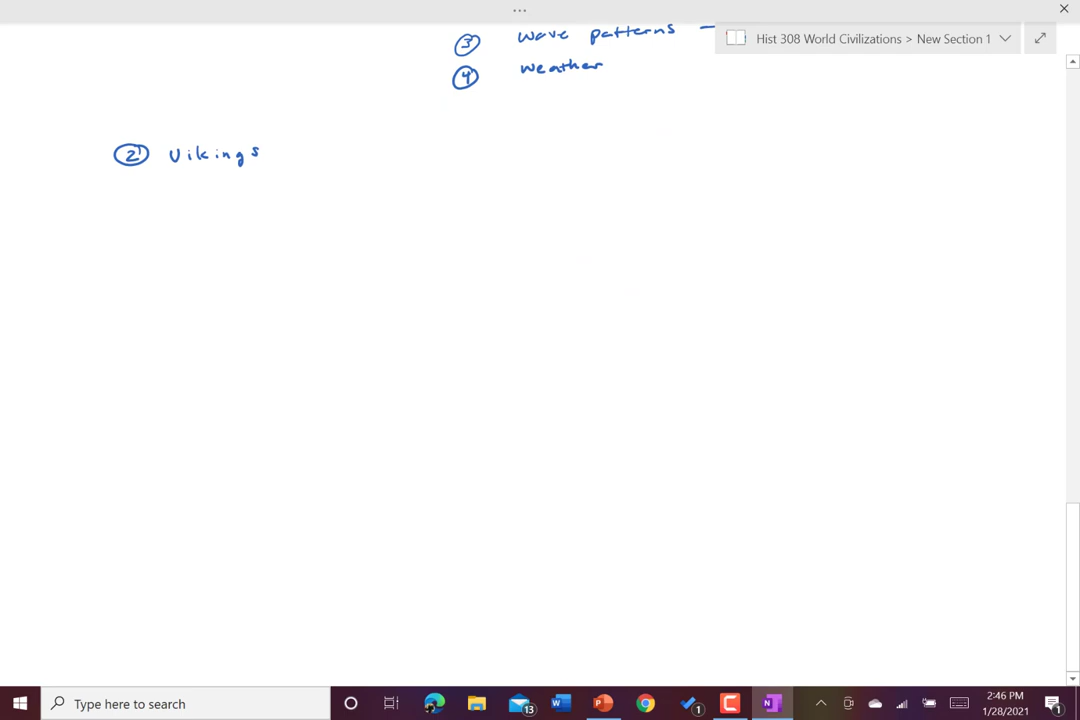 ③ wave patterns —
Hist 308 World Civilizations > New Section 1
④ weather
② Vikings
Type here to search
13
1
2:46 PM
1/28/2021
1